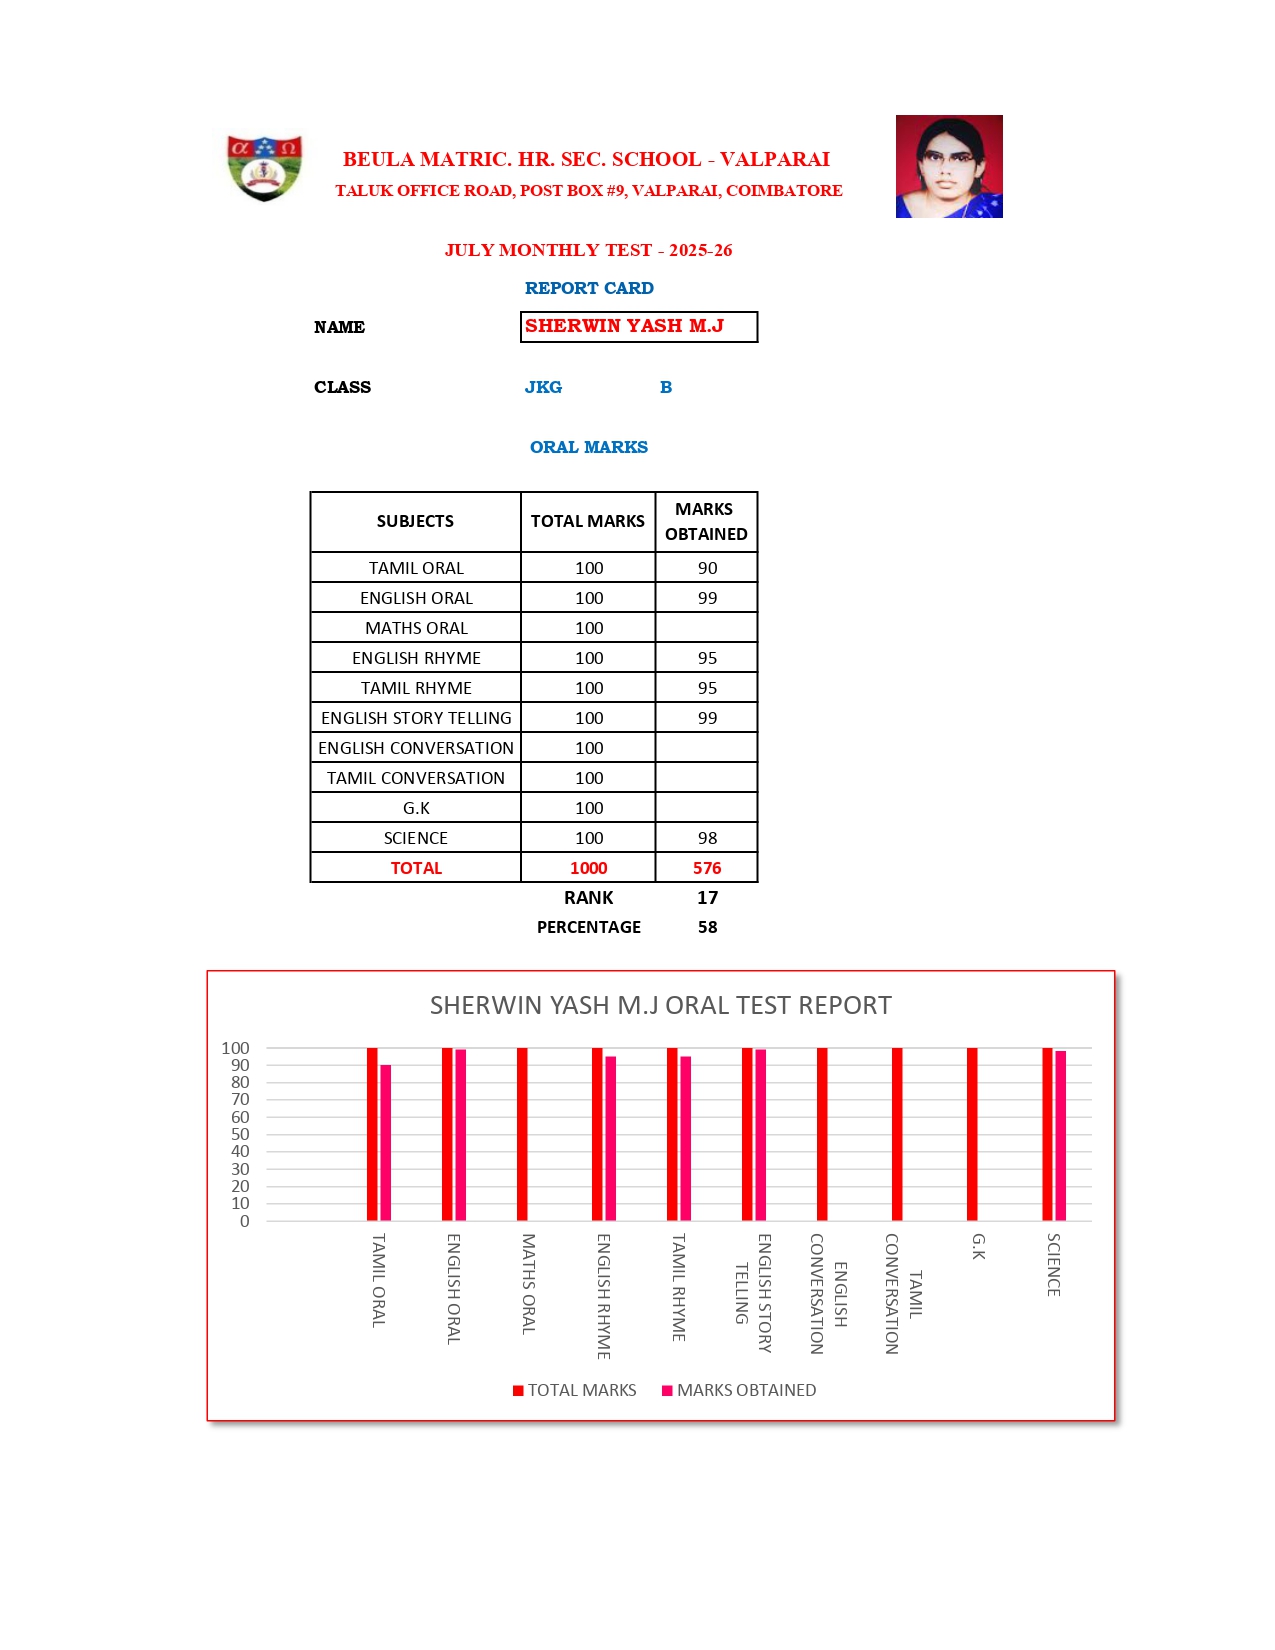 α Ω
BEULA MATRIC. HR. SEC. SCHOOL - VALPARAI
TALUK OFFICE ROAD, POST BOX #9, VALPARAI, COIMBATORE
JULY MONTHLY TEST - 2025-26
REPORT CARD
NAME SHERWIN YASH M.J
CLASS JKG B
ORAL MARKS
SUBJECTS TOTAL MARKS MARKS OBTAINED
TAMIL ORAL 100 90
ENGLISH ORAL 100 99
MATHS ORAL 100
ENGLISH RHYME 100 95
TAMIL RHYME 100 95
ENGLISH STORY TELLING 100 99
ENGLISH CONVERSATION 100
TAMIL CONVERSATION 100
G.K 100
SCIENCE 100 98
TOTAL 1000 576
RANK 17
PERCENTAGE 58
SHERWIN YASH M.J ORAL TEST REPORT
100
90
80
70
60
50
40
30
20
10
0
TAMIL ORAL
ENGLISH ORAL
MATHS ORAL
ENGLISH RHYME
TAMIL RHYME
ENGLISH STORY
TELLING
ENGLISH
CONVERSATION
TAMIL
CONVERSATION
G.K
SCIENCE
TOTAL MARKS MARKS OBTAINED